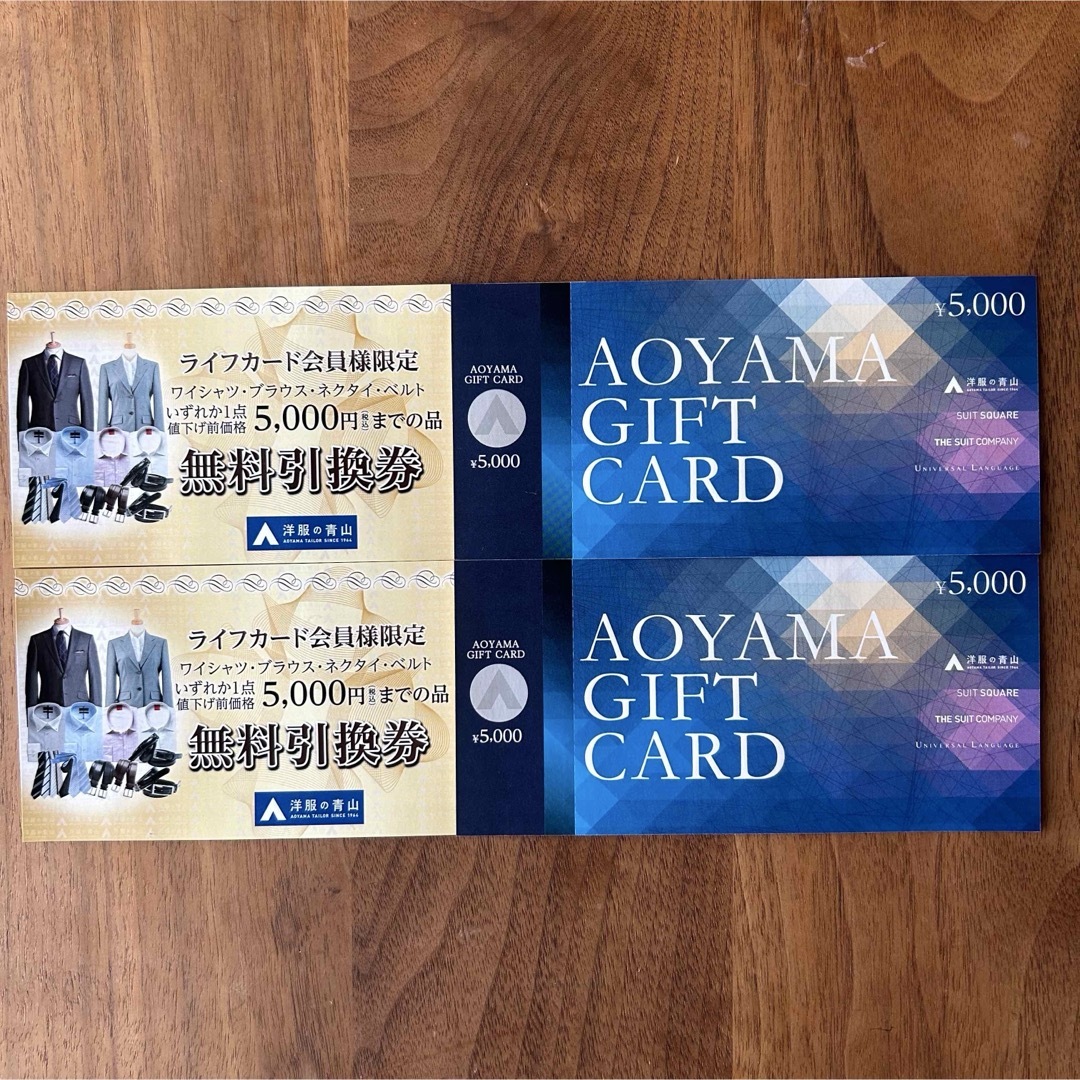 ライフカード会員様限定
ワイシャツ・ブラウス・ネクタイ・ベルト
いずれか1点
値下げ前価格 5,000円(税込)までの品
無料引換券
洋服の青山
AOYAMA TAILOR SINCE 1964
AOYAMA
GIFT CARD
¥5,000
¥5,000
AOYAMA
GIFT
CARD
洋服の青山
AOYAMA TAILOR SINCE 1964
SUIT SQUARE
THE SUIT COMPANY
UNIVERSAL LANGUAGE
ライフカード会員様限定
ワイシャツ・ブラウス・ネクタイ・ベルト
いずれか1点
値下げ前価格 5,000円(税込)までの品
無料引換券
洋服の青山
AOYAMA TAILOR SINCE 1964
AOYAMA
GIFT CARD
¥5,000
¥5,000
AOYAMA
GIFT
CARD
洋服の青山
AOYAMA TAILOR SINCE 1964
SUIT SQUARE
THE SUIT COMPANY
UNIVERSAL LANGUAGE